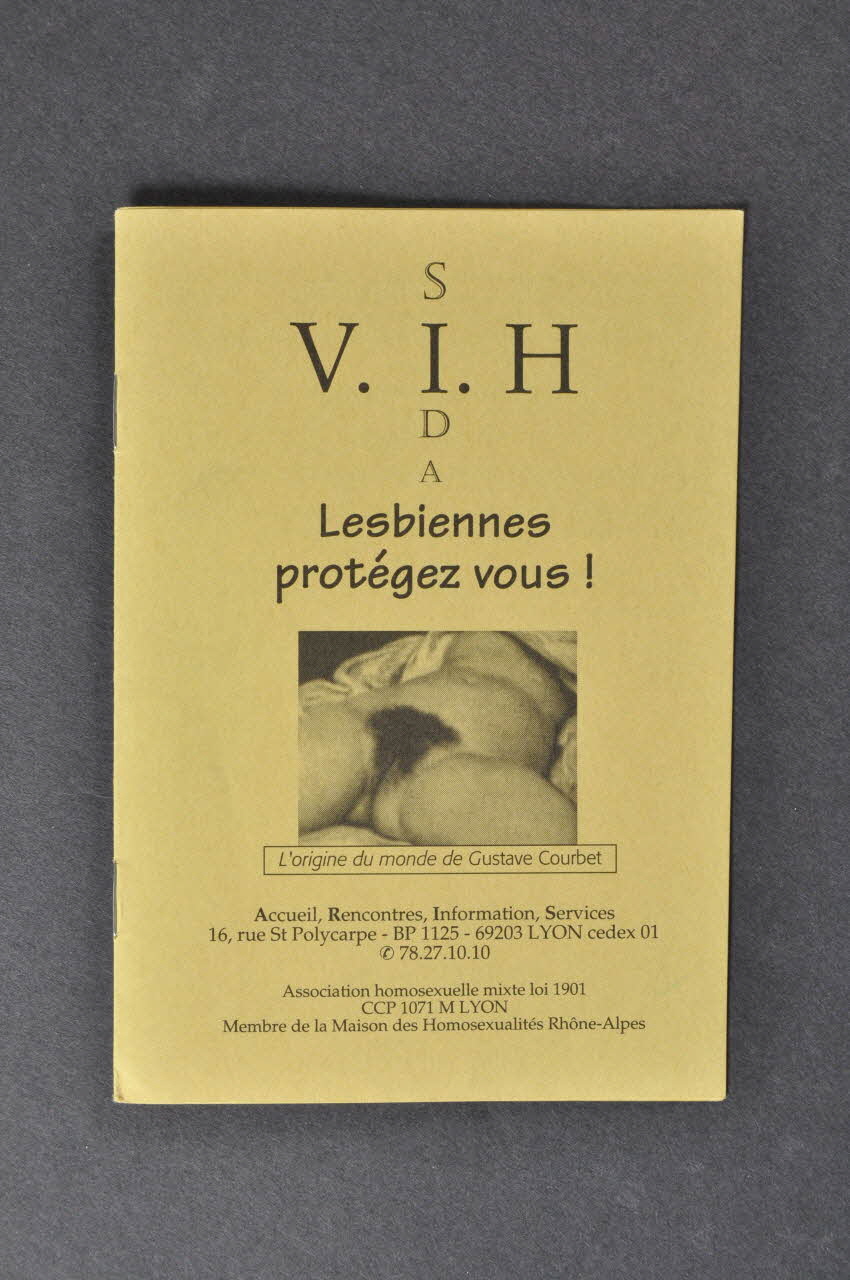 S
V. I. H
D
A
Lesbiennes
protégez vous !
L'origine du monde de Gustave Courbet
Accueil, Rencontres, Information, Services
16, rue St Polycarpe - BP 1125 - 69203 LYON cedex 01
✆ 78.27.10.10
Association homosexuelle mixte loi 1901
CCP 1071 M LYON
Membre de la Maison des Homosexualités Rhône-Alpes